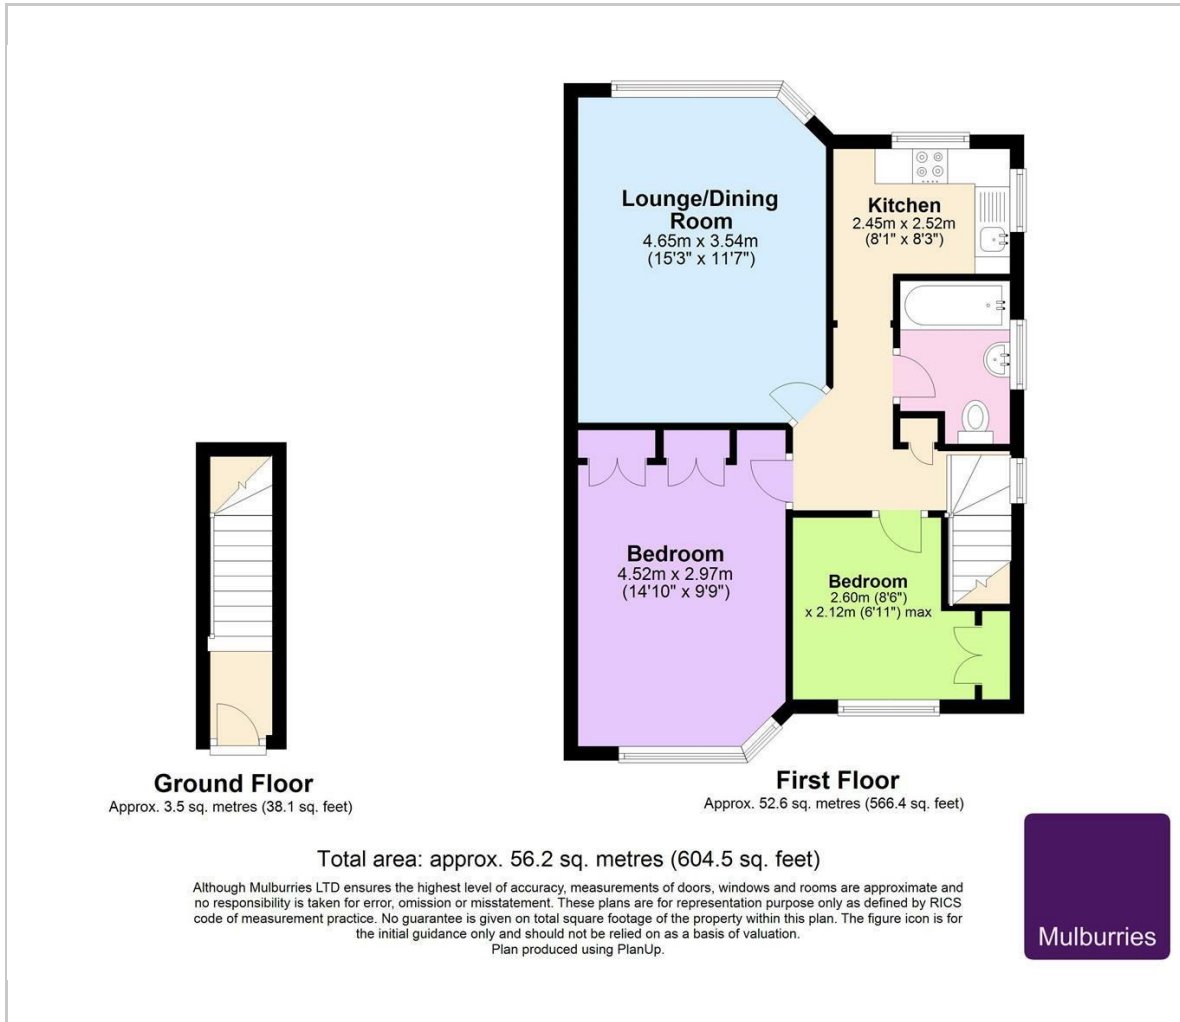 Lounge/Dining
Room
4.65m x 3.54m
(15'3" x 11'7")
Kitchen
2.45m x 2.52m
(8'1" x 8'3")
Bedroom
4.52m x 2.97m
(14'10" x 9'9")
Bedroom
2.60m (8'6")
x 2.12m (6'11") max
Ground Floor
Approx. 3.5 sq. metres (38.1 sq. feet)
First Floor
Approx. 52.6 sq. metres (566.4 sq. feet)
Total area: approx. 56.2 sq. metres (604.5 sq. feet)
Although Mulburries LTD ensures the highest level of accuracy, measurements of doors, windows and rooms are approximate and
no responsibility is taken for error, omission or misstatement. These plans are for representation purpose only as defined by RICS
code of measurement practice. No guarantee is given on total square footage of the property within this plan. The figure icon is for
the initial guidance only and should not be relied on as a basis of valuation.
Plan produced using PlanUp.
Mulburries